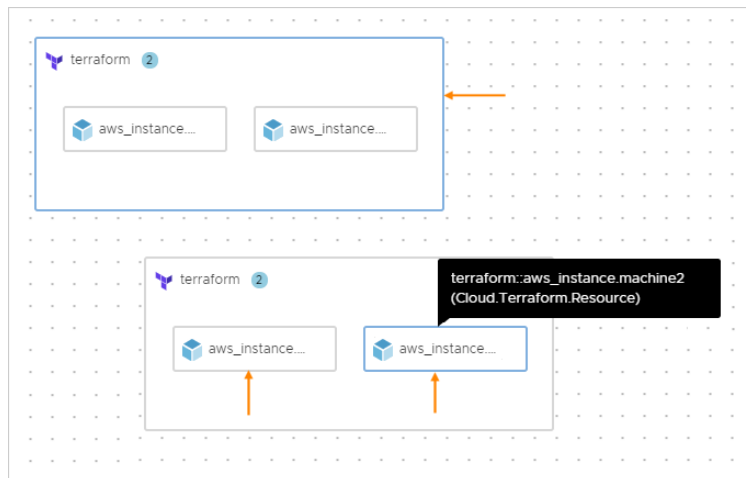 terraform 2
aws_instance.... aws_instance....
terraform 2
terraform::aws_instance.machine2
(Cloud.Terraform.Resource)
aws_instance.... aws_instance....